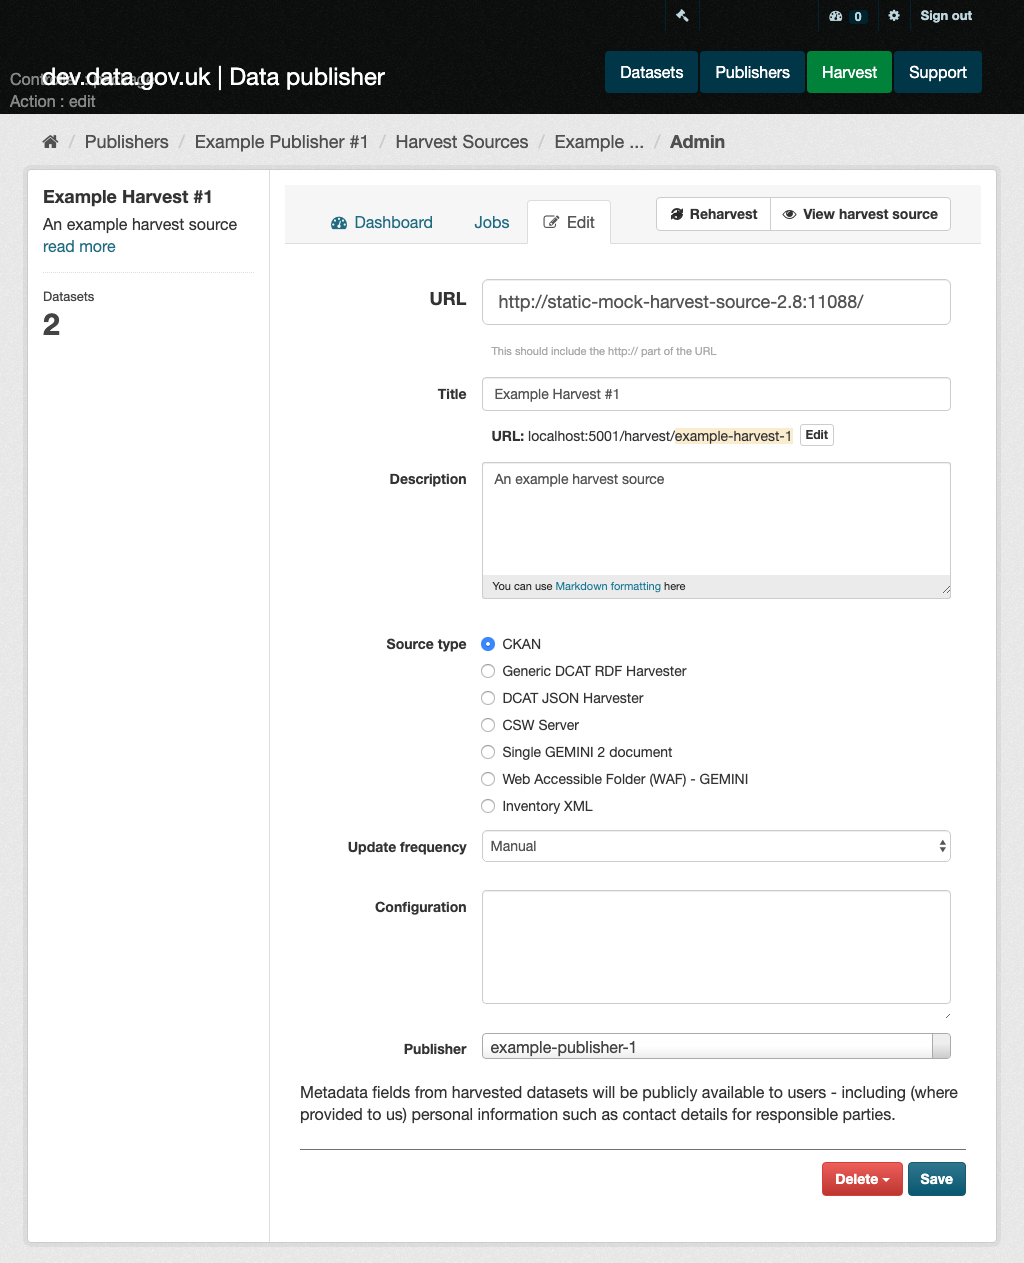 0
Sign out
dev.data.gov.uk | Data publisher
Action : edit
Datasets
Publishers
Harvest
Support
/ Publishers / Example Publisher #1 / Harvest Sources / Example ... / Admin
Example Harvest #1
An example harvest source
read more
Datasets
2
Dashboard
Jobs
Edit
Reharvest
View harvest source
URL
http://static-mock-harvest-source-2.8:11088/
This should include the http:// part of the URL
Title
Example Harvest #1
URL: localhost:5001/harvest/example-harvest-1 Edit
Description
An example harvest source
You can use Markdown formatting here
Source type
CKAN
Generic DCAT RDF Harvester
DCAT JSON Harvester
CSW Server
Single GEMINI 2 document
Web Accessible Folder (WAF) - GEMINI
Inventory XML
Update frequency
Manual
Configuration
Publisher
example-publisher-1
Metadata fields from harvested datasets will be publicly available to users - including (where
provided to us) personal information such as contact details for responsible parties.
Delete
Save